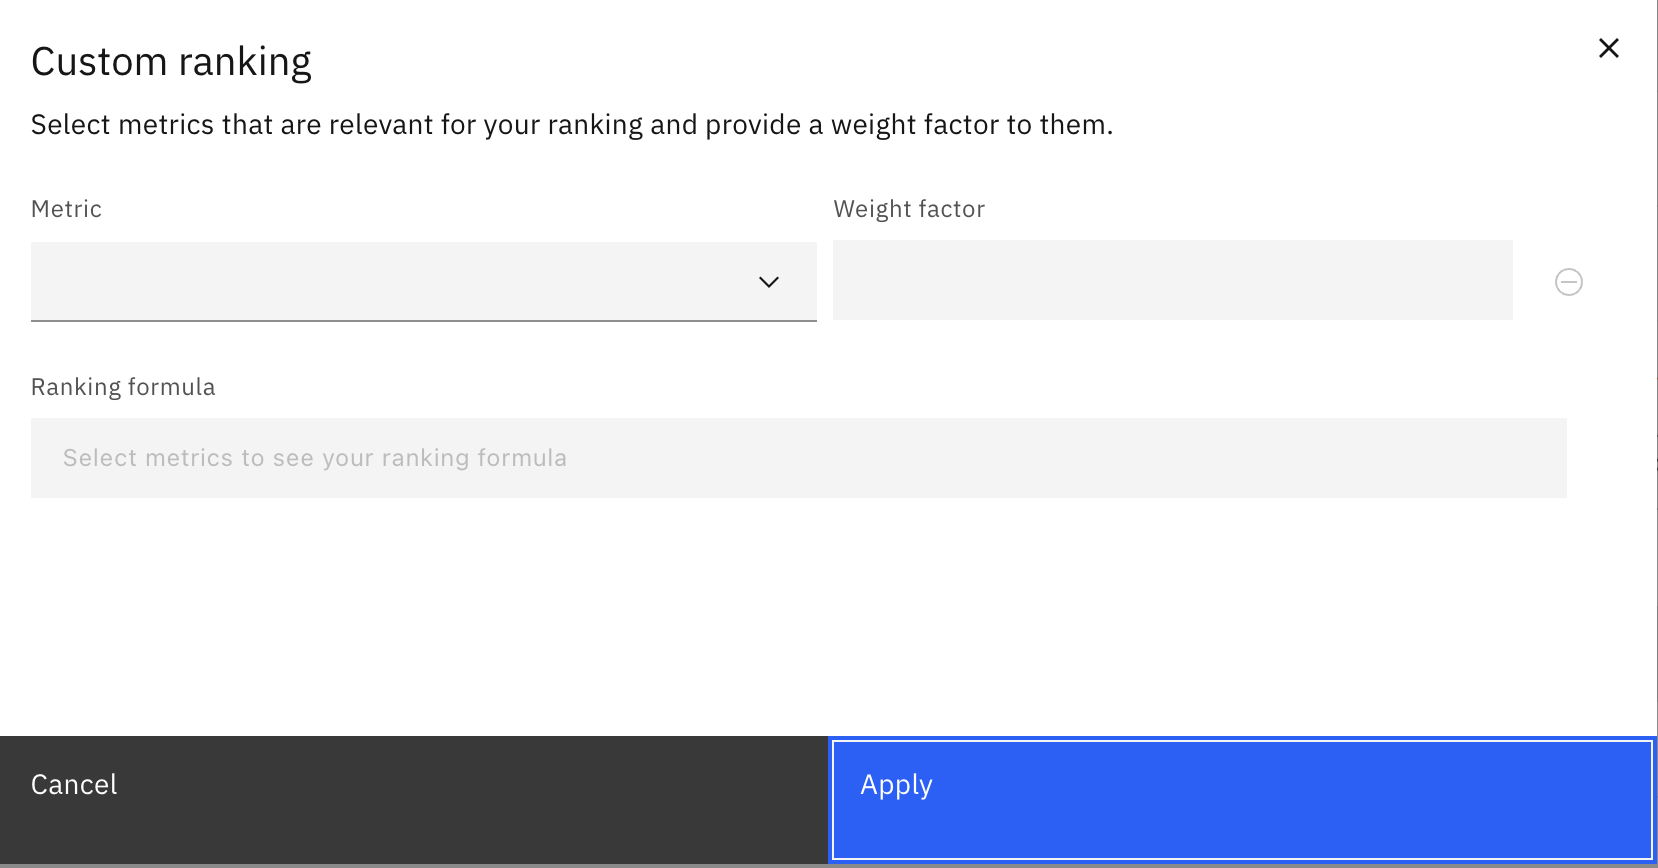 Custom ranking
Select metrics that are relevant for your ranking and provide a weight factor to them.
Metric
Weight factor
Ranking formula
Select metrics to see your ranking formula
Cancel
Apply